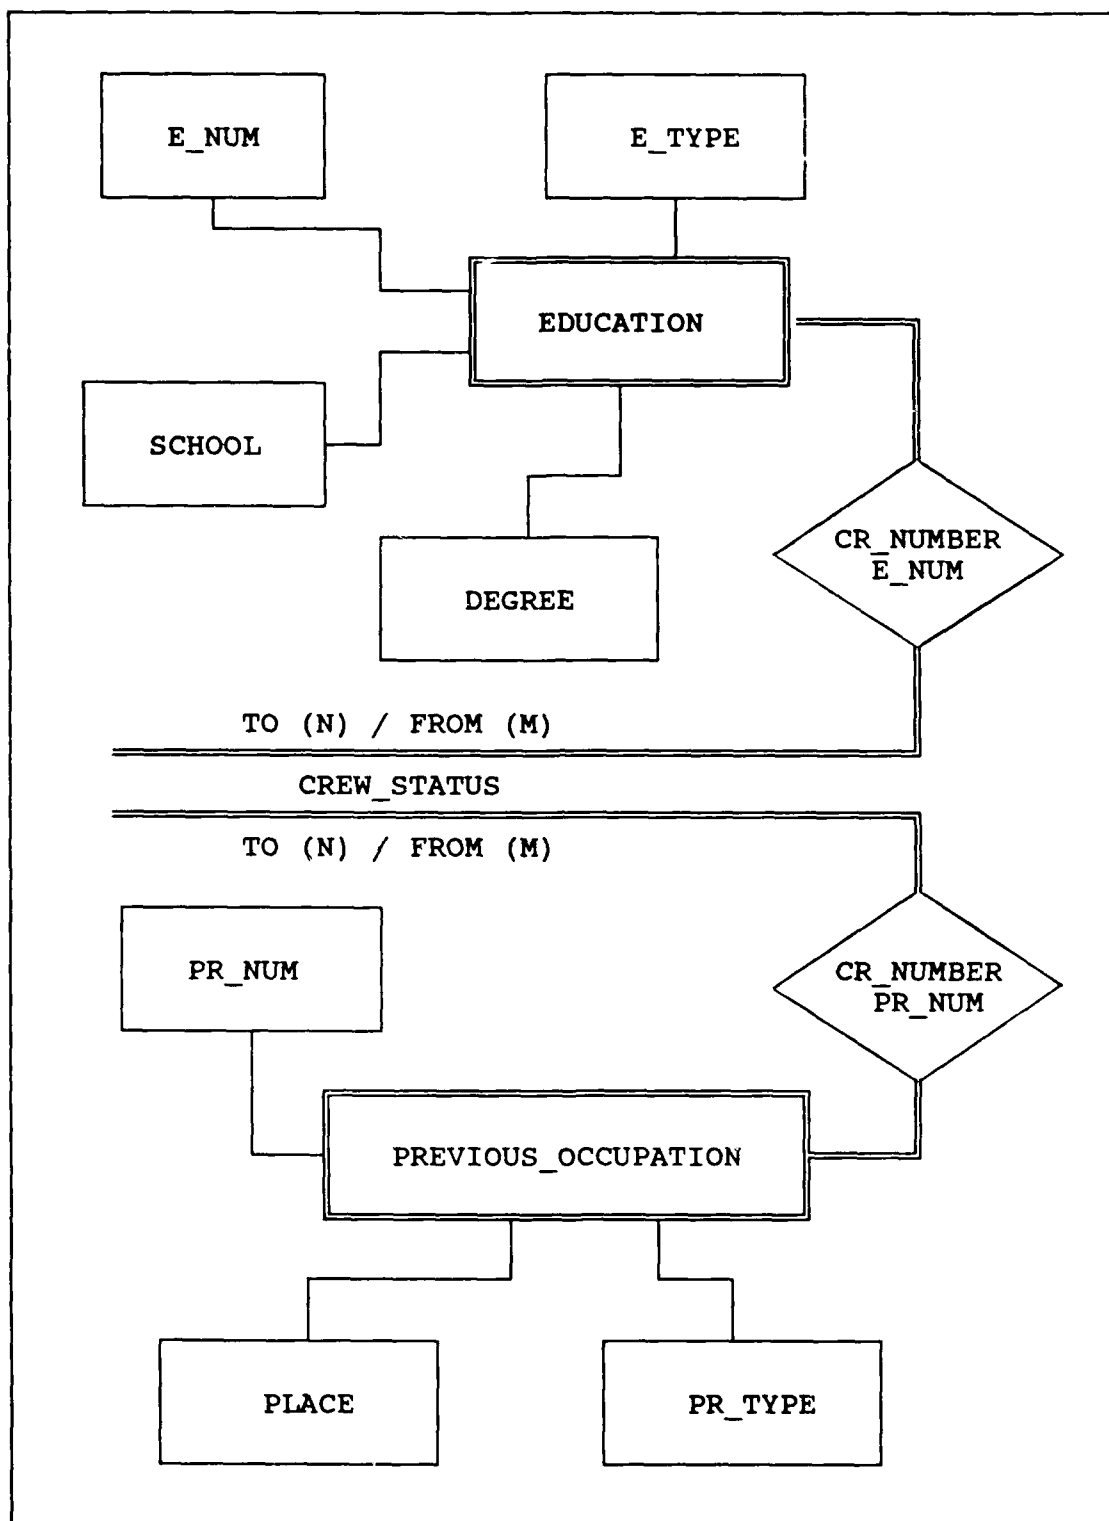 E_NUM
E_TYPE
EDUCATION
SCHOOL
CR_NUMBER
E_NUM
DEGREE
TO (N) / FROM (M)
CREW_STATUS
TO (N) / FROM (M)
PR_NUM
CR_NUMBER
PR_NUM
PREVIOUS_OCCUPATION
PLACE
PR_TYPE